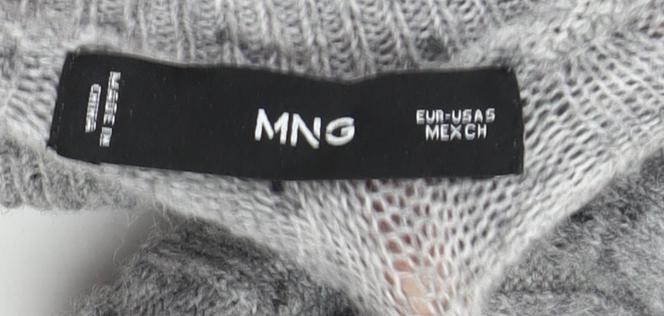 MADE IN
CHINA
MNG
EUR-USA S
MEX CH